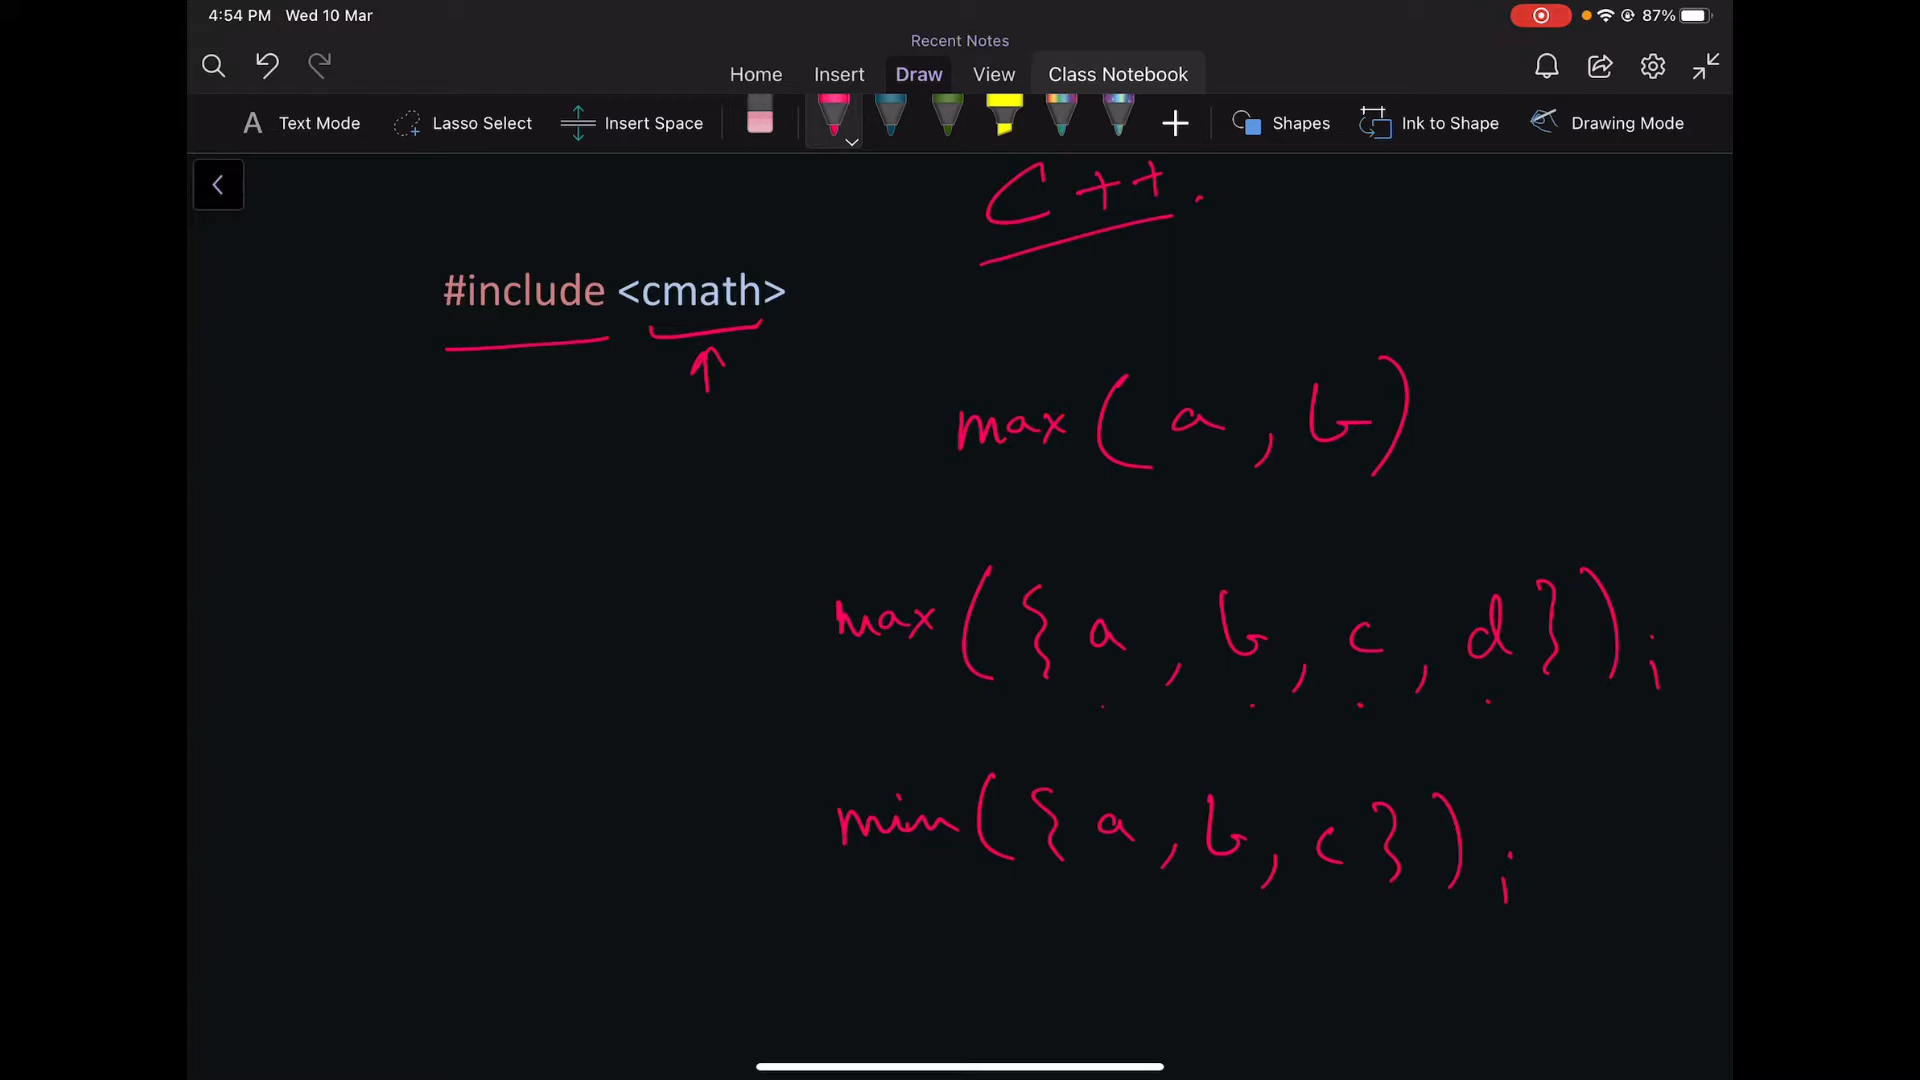 4:54 PM Wed 10 Mar 87%
Recent Notes
Home Insert Draw View Class Notebook
A Text Mode Lasso Select Insert Space Shapes Ink to Shape Drawing Mode
C++.
#include <cmath>
max(a, b)
max({a, b, c, d});
min({a, b, c});